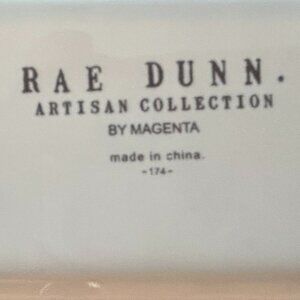 RAE DUNN.
ARTISAN COLLECTION
BY MAGENTA
made in china.
-174-